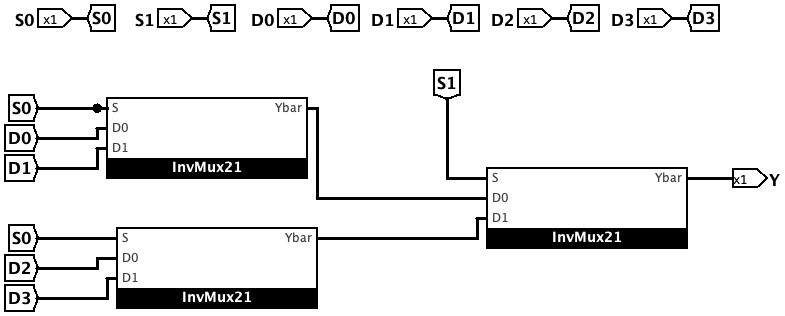 S0 x1 S0 S1 x1 S1 D0 x1 D0 D1 x1 D1 D2 x1 D2 D3 x1 D3
S1
S0 S Ybar
D0 D0
D1 D1
InvMux21
S Ybar x1 Y
D0
D1
InvMux21
S0 S Ybar
D2 D0
D3 D1
InvMux21